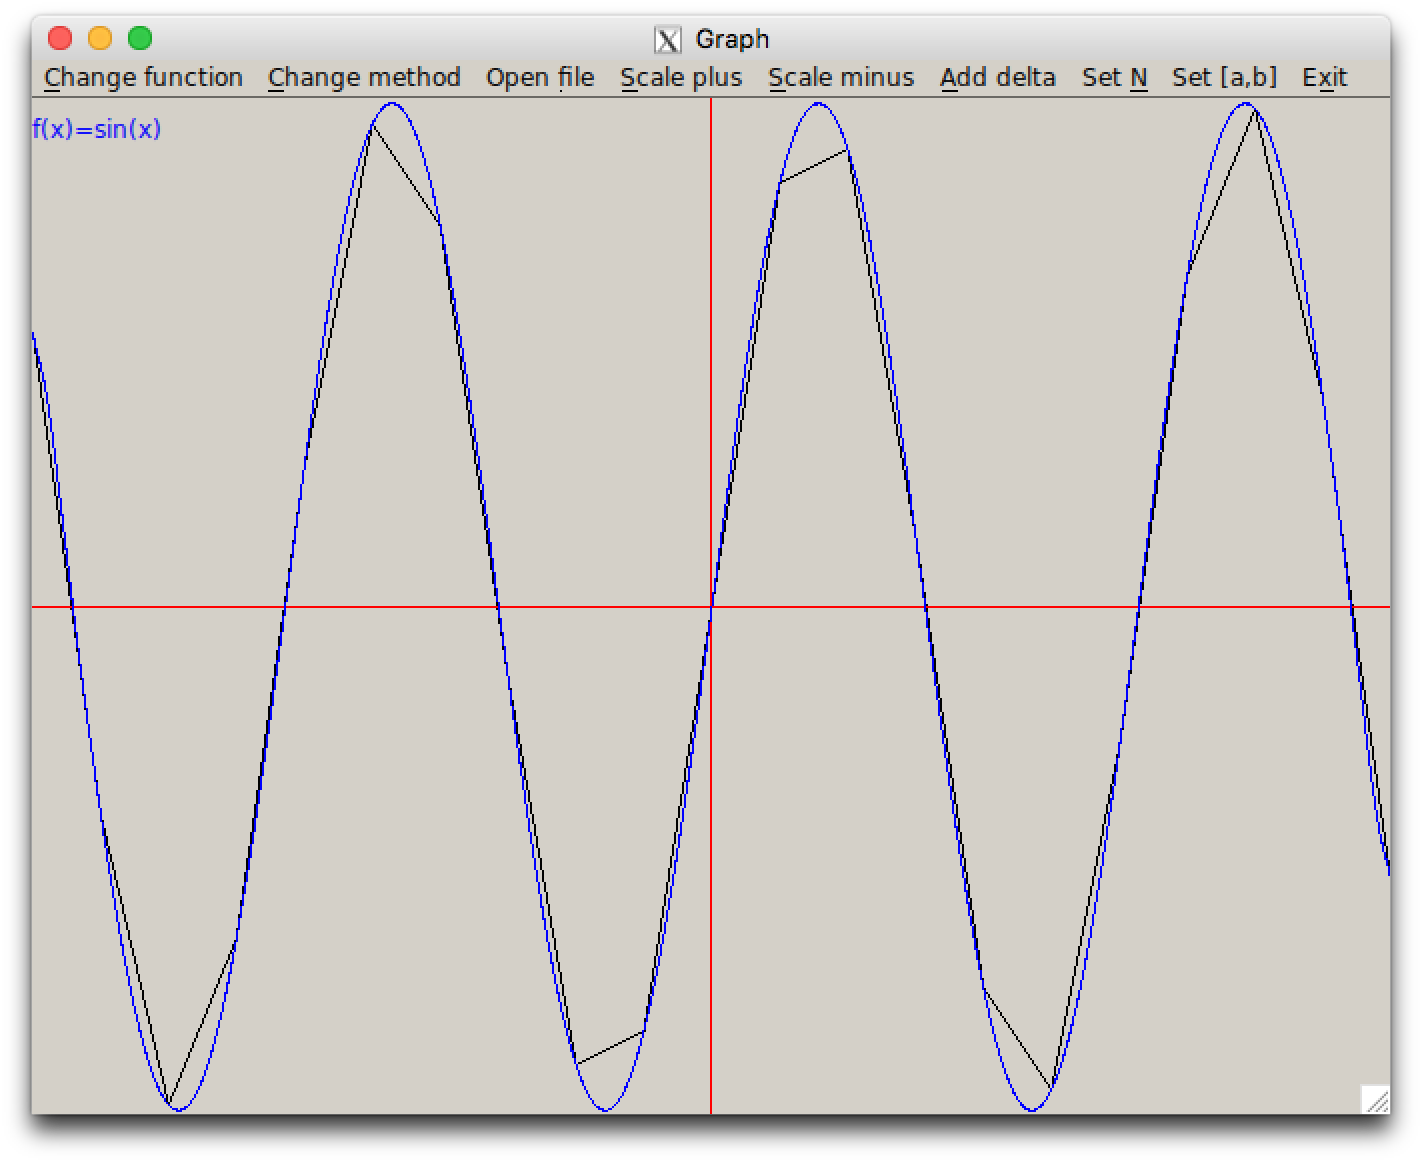 Graph
Change function Change method Open file Scale plus Scale minus Add delta Set N Set [a,b] Exit
f(x)=sin(x)